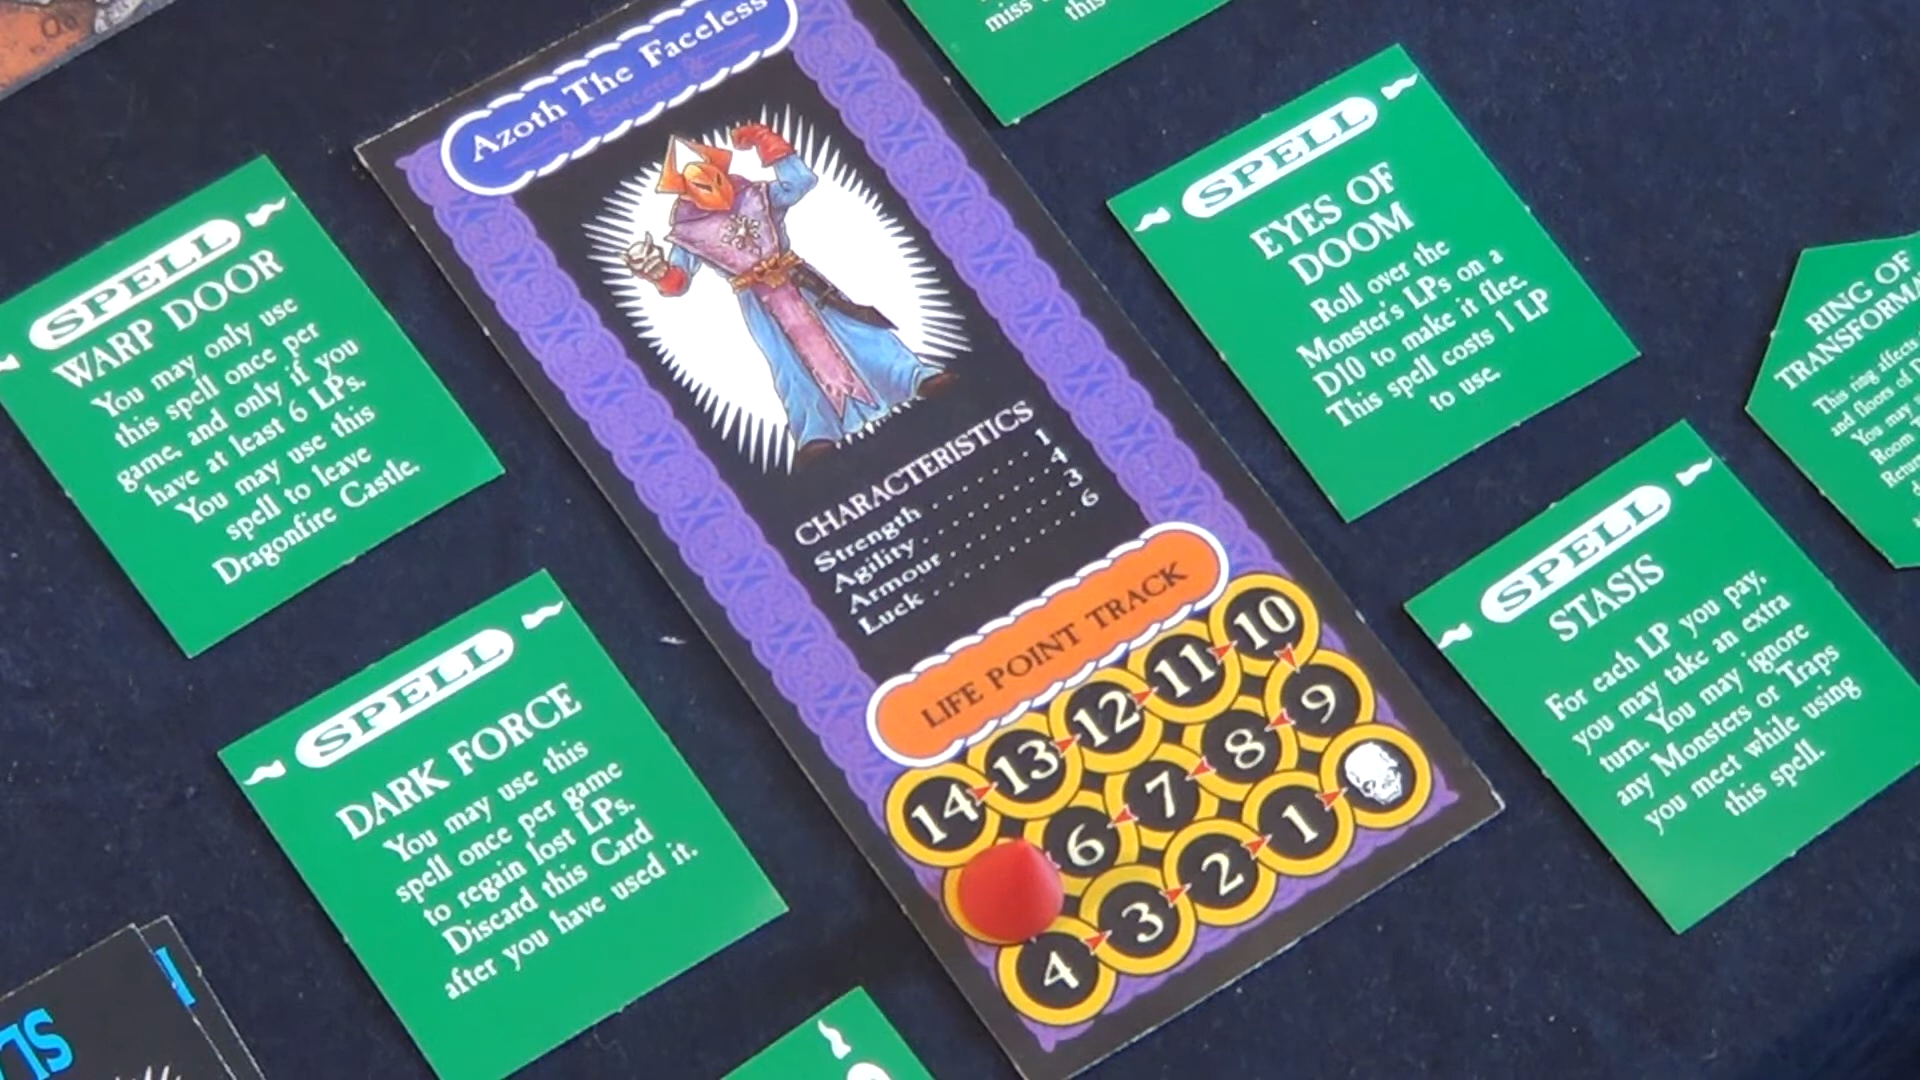 miss
this
Azoth The Faceless
A Sorcerer
CHARACTERISTICS
Strength . . . . . . . . 1
Agility . . . . . . . . . 4
Armour . . . . . . . . . 3
Luck . . . . . . . . . . 6
LIFE POINT TRACK
14 13 12 11 10
6 7 8 9
4 3 2 1
SPELL
WARP DOOR
You may only use
this spell once per
game, and only if you
have at least 6 LPs.
You may use this
spell to leave
Dragonfire Castle.
SPELL
DARK FORCE
You may use this
spell once per game
to regain lost LPs.
Discard this Card
after you have used it.
SPELL
EYES OF
DOOM
Roll over the
Monster's LPs on a
D10 to make it flee.
This spell costs 1 LP
to use.
SPELL
STASIS
For each LP you pay,
you may take an extra
turn. You may ignore
any Monsters or Traps
you meet while using
this spell.
RING OF
This ring affects
and floors of
You may
Room